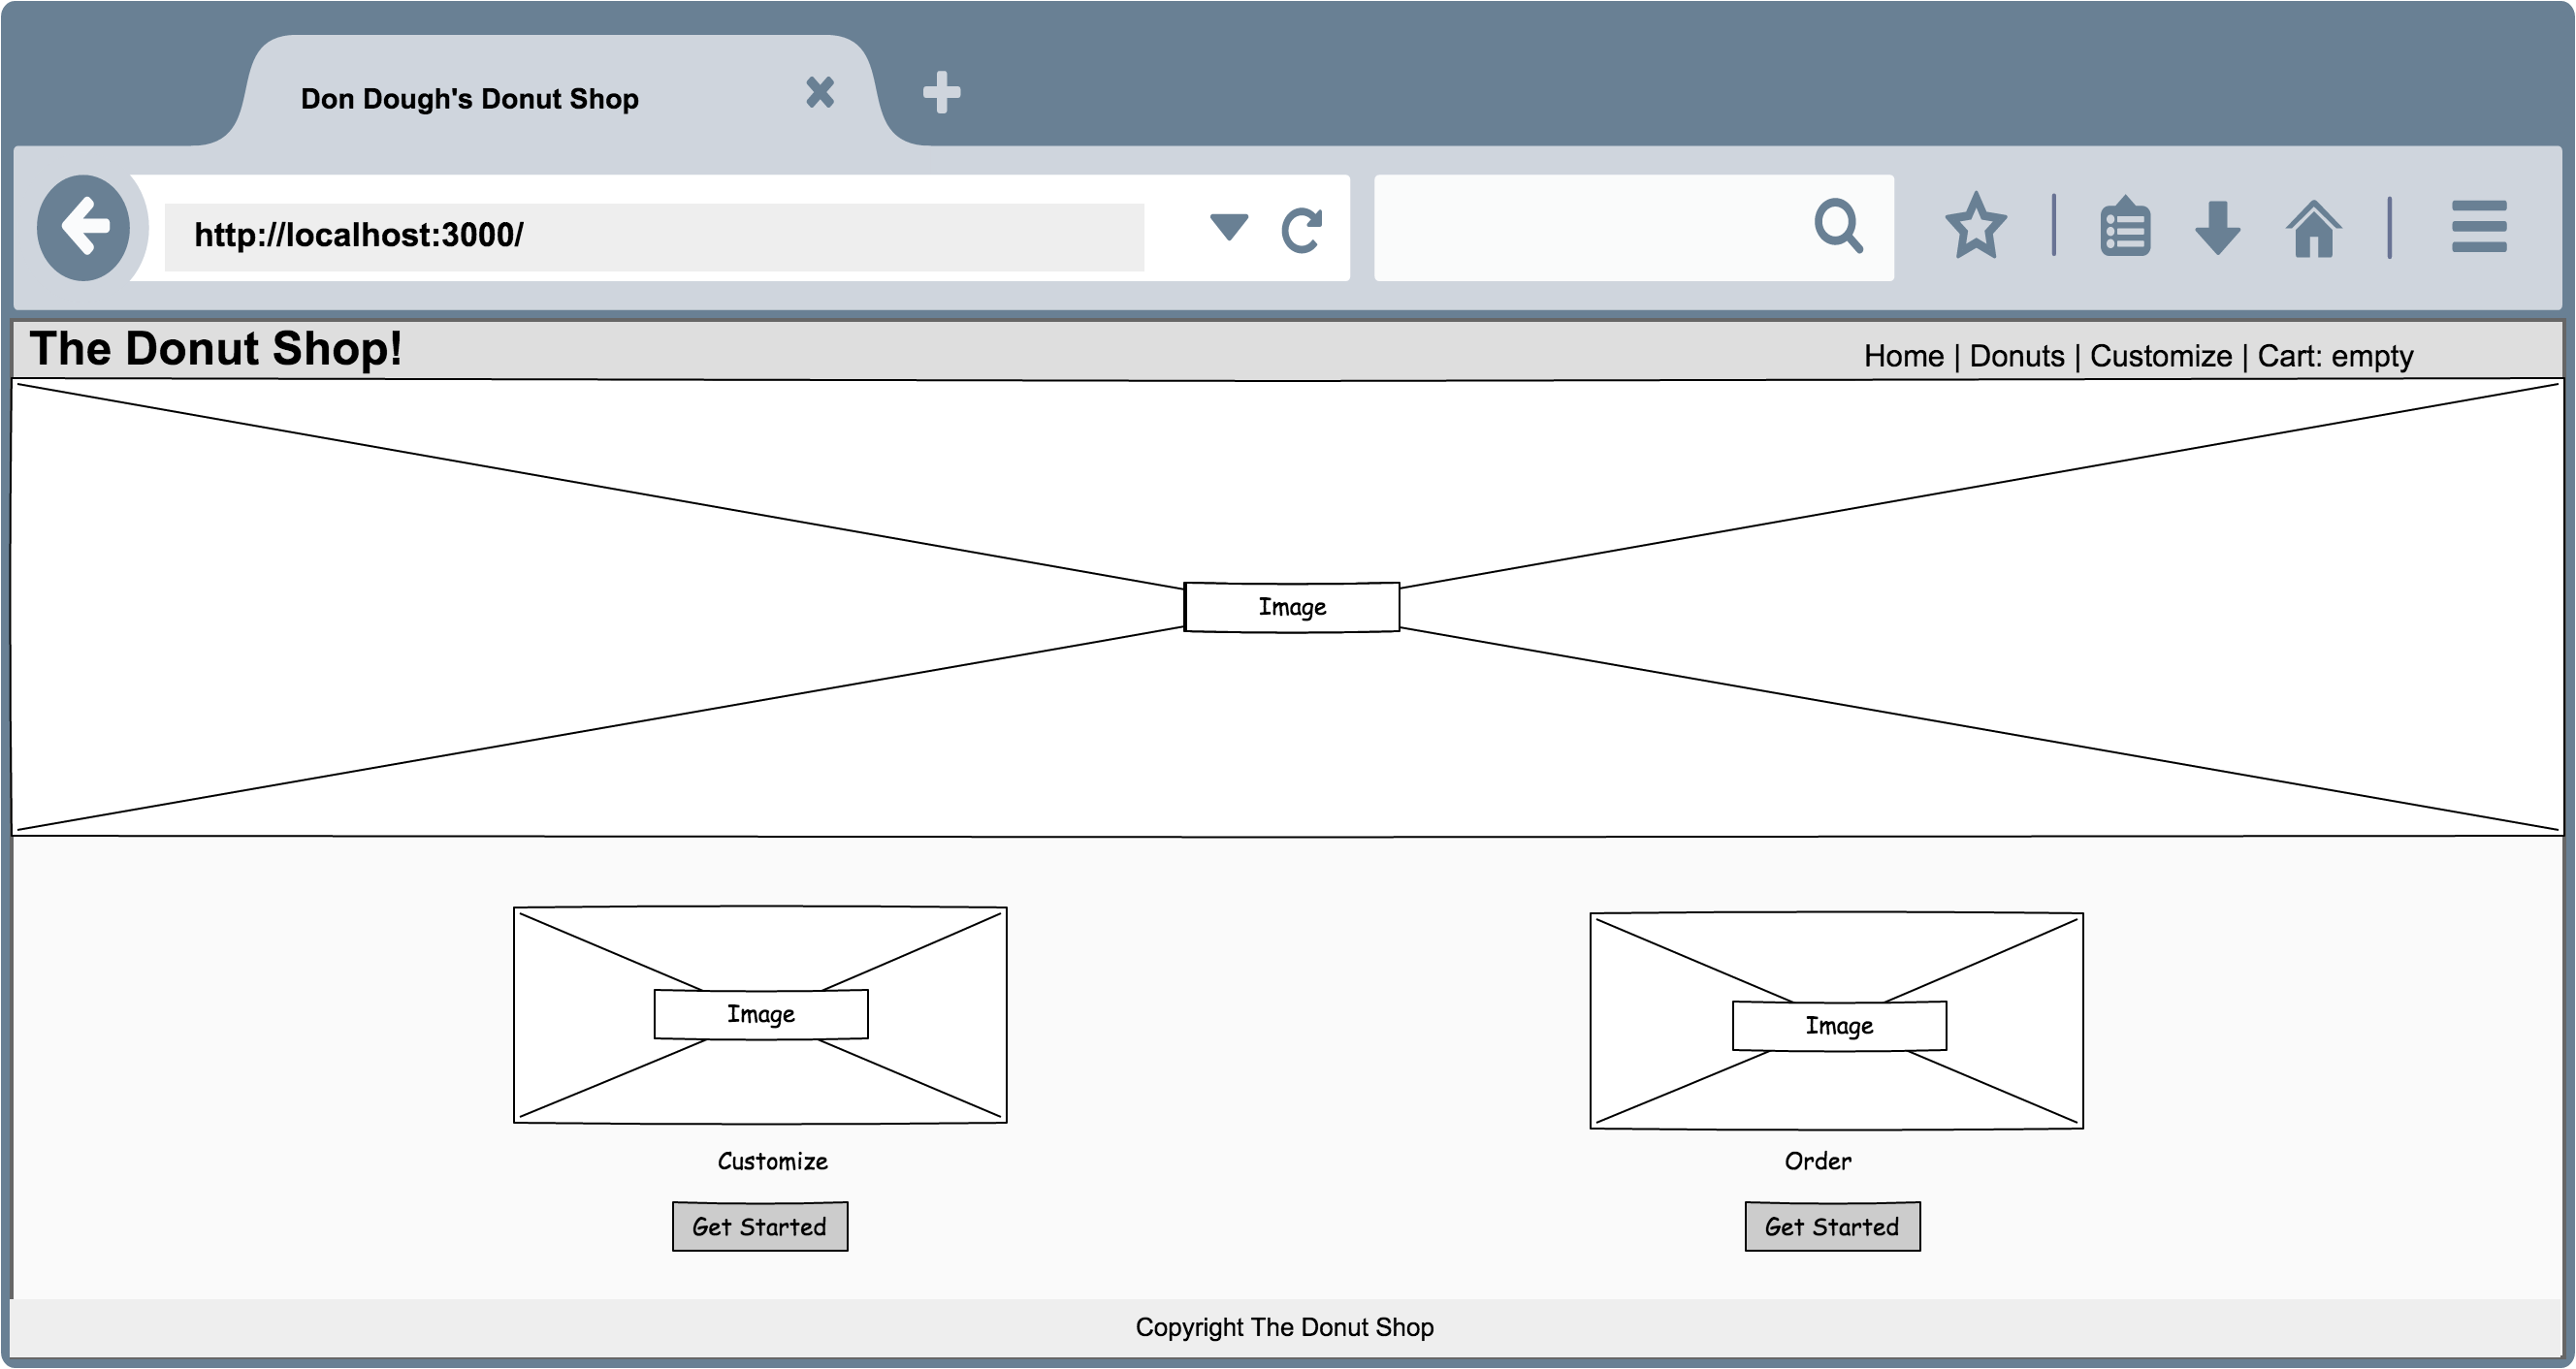 Don Dough's Donut Shop
http://localhost:3000/
The Donut Shop!
Home | Donuts | Customize | Cart: empty
Image
Image
Image
Customize
Order
Get Started
Get Started
Copyright The Donut Shop